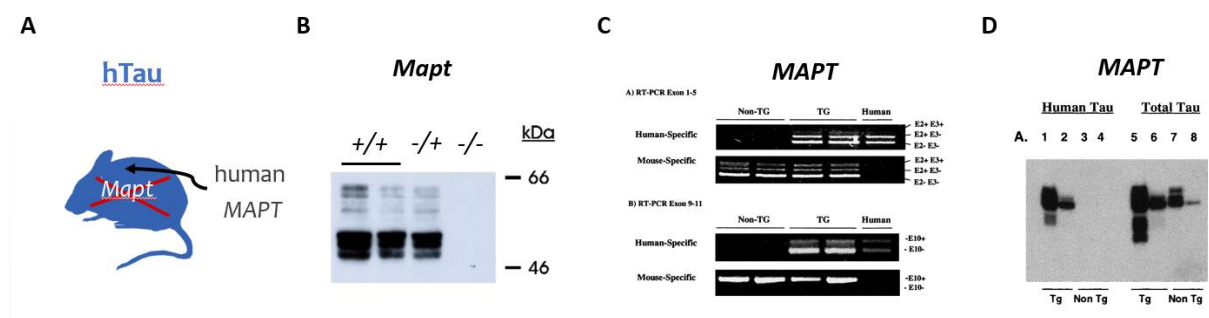 A
hTau
Mapt
human
MAPT
B
Mapt
+/+ -/+ -/- kDa
66
46
C
MAPT
A) RT-PCR Exon 1-5
Non-TG TG Human
Human-Specific
E2+ E3+
E2+ E3-
E2- E3-
Mouse-Specific
E2+ E3+
E2+ E3-
E2- E3-
B) RT-PCR Exon 9-11
Non-TG TG Human
Human-Specific
-E10+
- E10-
Mouse-Specific
-E10+
- E10-
D
MAPT
Human Tau Total Tau
A. 1 2 3 4 5 6 7 8
Tg Non Tg Tg Non Tg